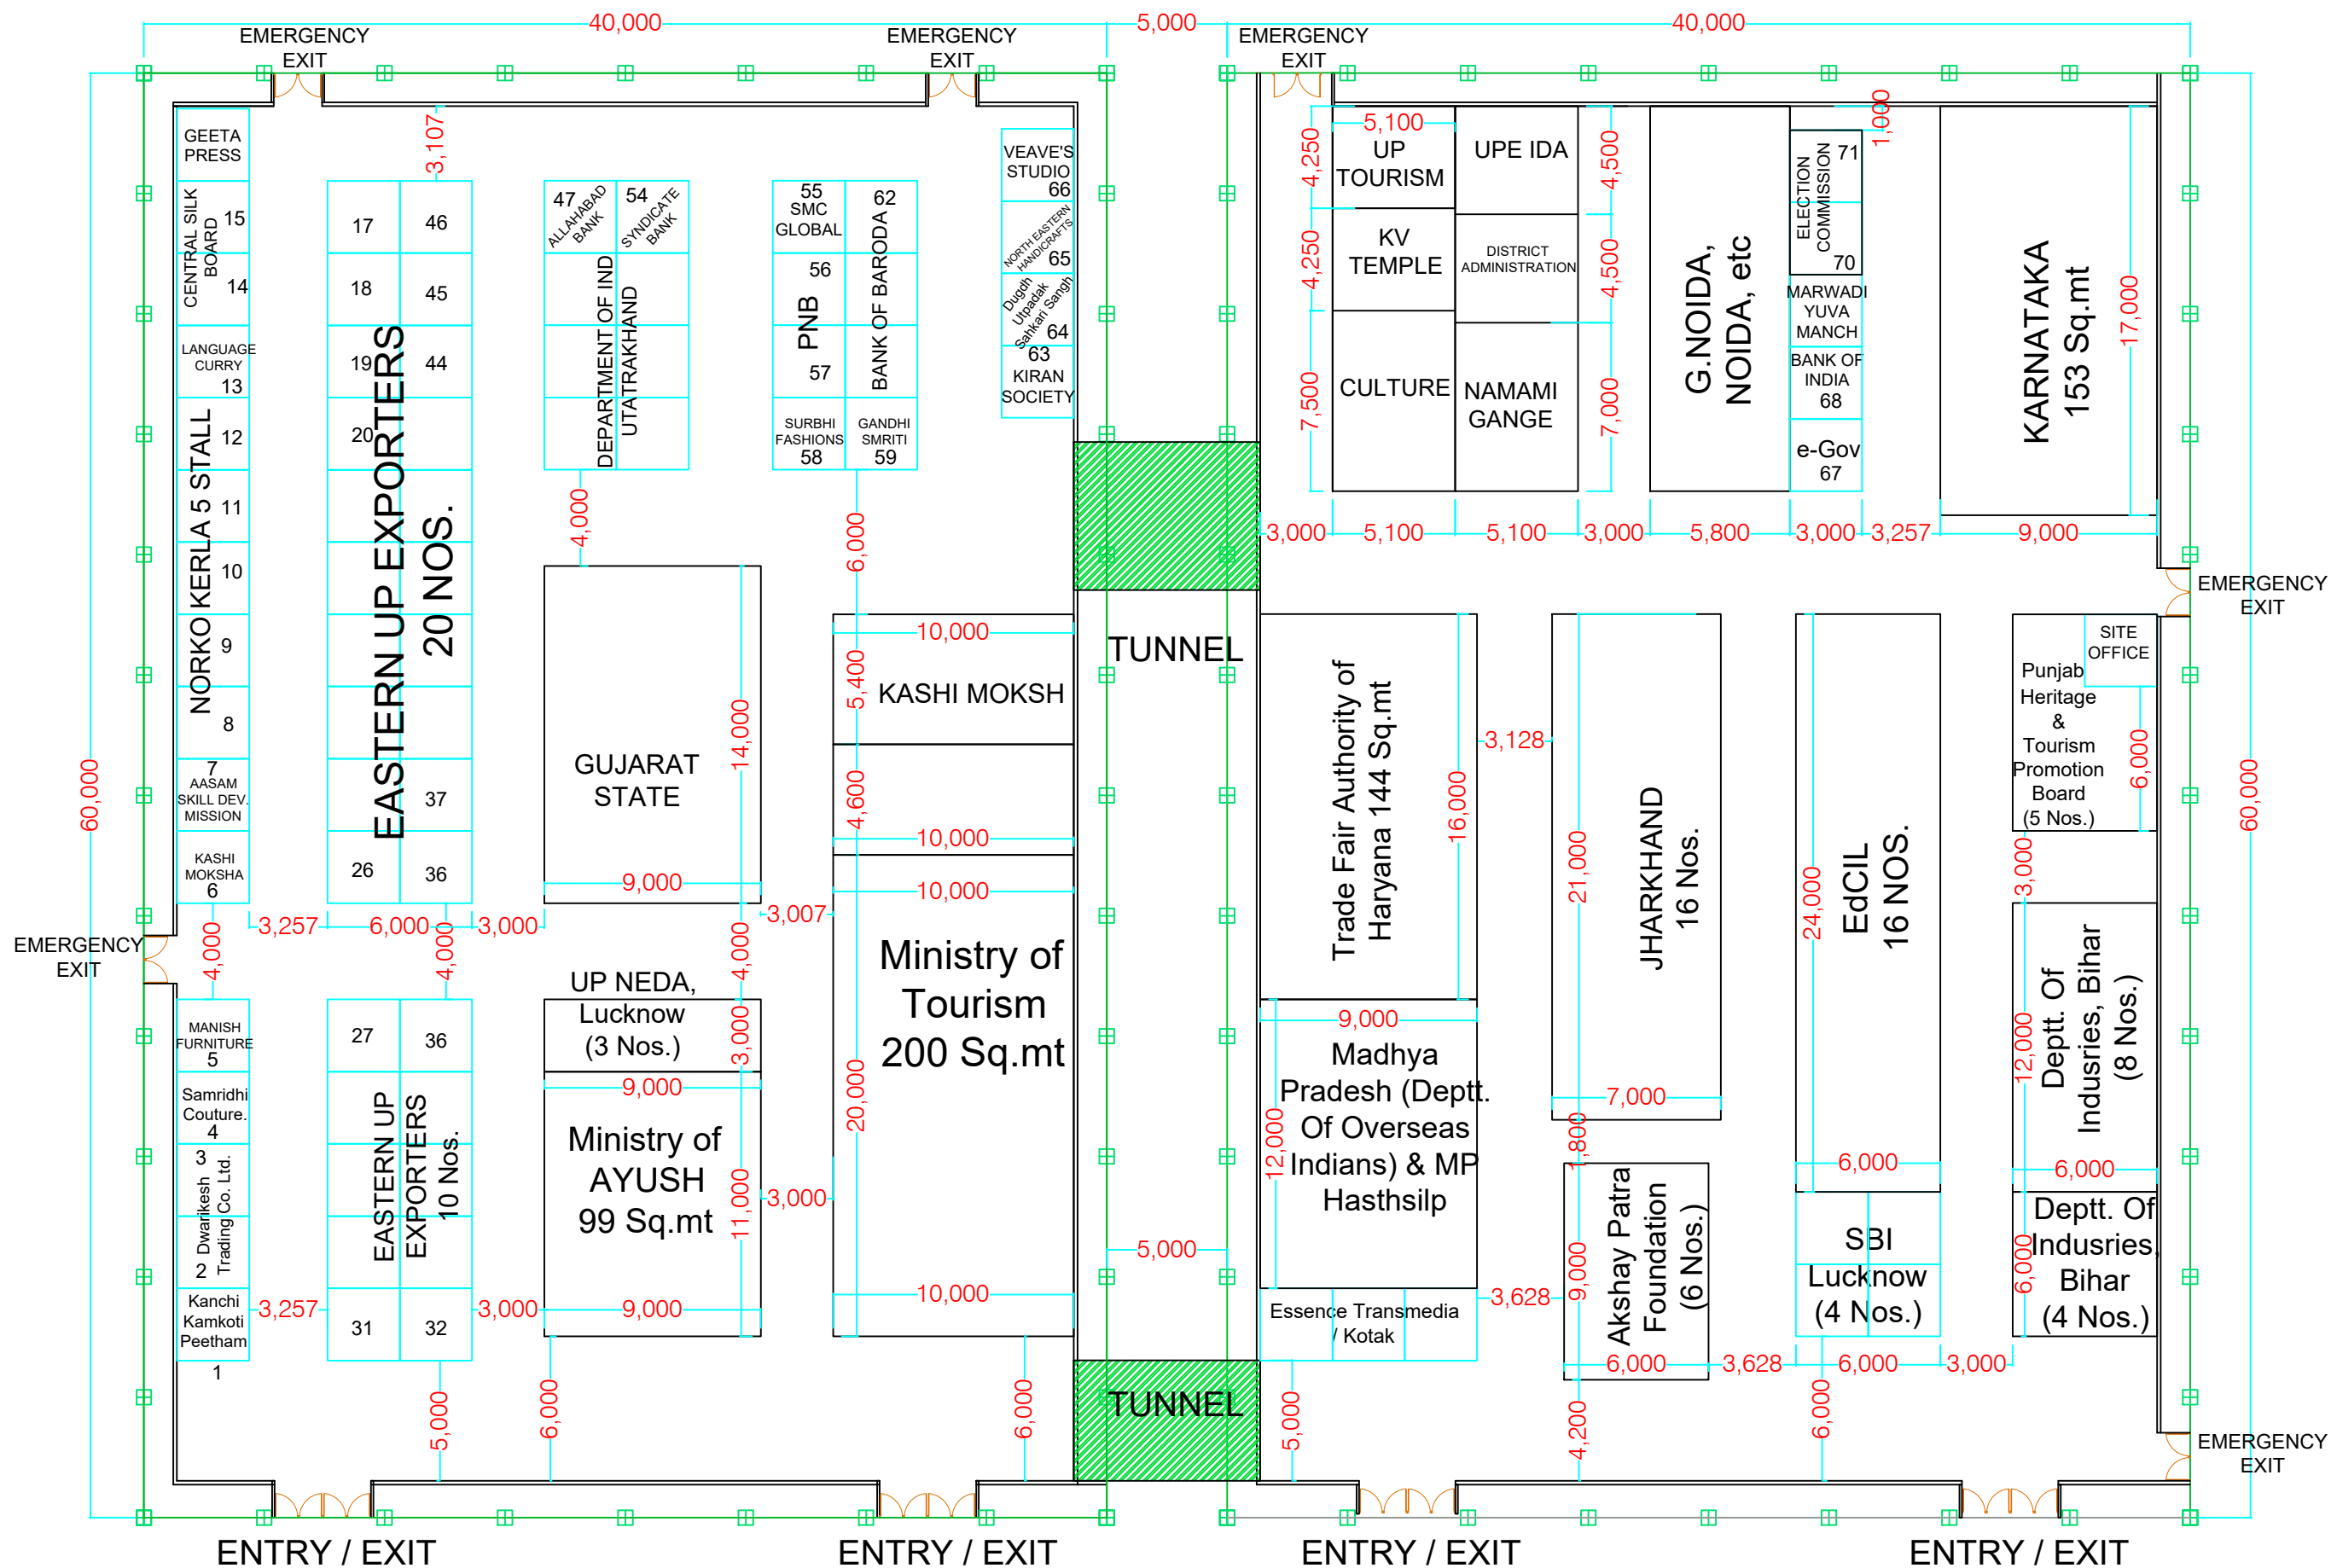 40,000
5,000
40,000
EMERGENCY
EXIT
EMERGENCY
EXIT
EMERGENCY
EXIT
60,000
GEETA
PRESS
CENTRAL SILK
BOARD
15
14
LANGUAGE
CURRY
13
NORKO KERLA 5 STALL
12
11
10
9
8
7
AASAM
SKILL DEV.
MISSION
KASHI
MOKSHA
6
4,000
3,257
6,000
3,000
EMERGENCY
EXIT
MANISH
FURNITURE
5
Samridhi
Couture.
4
3
Dwarikesh
Trading Co. Ltd.
2
Kanchi
Kamkoti
Peetham
1
3,107
17
46
18
45
19
44
20
EASTERN UP EXPORTERS
20 NOS.
37
26
36
4,000
27
36
EASTERN UP
EXPORTERS
10 Nos.
31
32
3,257
3,000
5,000
47
ALLAHABAD
BANK
54
SYNDICATE
BANK
DEPARTMENT OF IND
UTATRAKHAND
4,000
GUJARAT
STATE
14,000
9,000
3,007
4,000
UP NEDA,
Lucknow
(3 Nos.)
3,000
9,000
Ministry of
AYUSH
99 Sq.mt
11,000
9,000
3,000
6,000
55
SMC
GLOBAL
62
56
PNB
BANK OF BARODA
57
SURBHI
FASHIONS
58
GANDHI
SMRITI
59
6,000
VEAVE'S
STUDIO
66
NORTH EASTERN
HANDICRAFTS
65
Dugdh
Utpadak
Sahkari Sangh
64
63
KIRAN
SOCIETY
10,000
5,400
KASHI MOKSH
4,600
10,000
10,000
Ministry of
Tourism
200 Sq.mt
20,000
10,000
6,000
TUNNEL
5,000
TUNNEL
4,250
5,100
UP
TOURISM
UPE IDA
4,500
4,250
KV
TEMPLE
DISTRICT
ADMINISTRATION
4,500
7,500
CULTURE
NAMAMI
GANGE
7,000
G.NOIDA,
NOIDA, etc
1,000
ELECTION
COMMISSION
71
70
MARWADI
YUVA
MANCH
BANK OF
INDIA
68
e-Gov
67
KARNATAKA
153 Sq.mt
17,000
3,000
5,100
5,100
3,000
5,800
3,000
3,257
9,000
EMERGENCY
EXIT
Trade Fair Authority of
Haryana 144 Sq.mt
16,000
3,128
9,000
Madhya
Pradesh (Deptt.
Of Overseas
Indians) & MP
Hasthsilp
12,000
Essence Transmedia
/ Kotak
3,628
5,000
JHARKHAND
16 Nos.
21,000
7,000
1,800
Akshay Patra
Foundation
(6 Nos.)
9,000
6,000
3,628
6,000
3,000
4,200
EdCIL
16 NOS.
24,000
6,000
SBI
Lucknow
(4 Nos.)
6,000
SITE
OFFICE
Punjab
Heritage
&
Tourism
Promotion
Board
(5 Nos.)
6,000
3,000
Deptt. Of
Indusries, Bihar
(8 Nos.)
12,000
6,000
Deptt. Of
Indusries,
Bihar
(4 Nos.)
6,000
60,000
EMERGENCY
EXIT
ENTRY / EXIT
ENTRY / EXIT
ENTRY / EXIT
ENTRY / EXIT